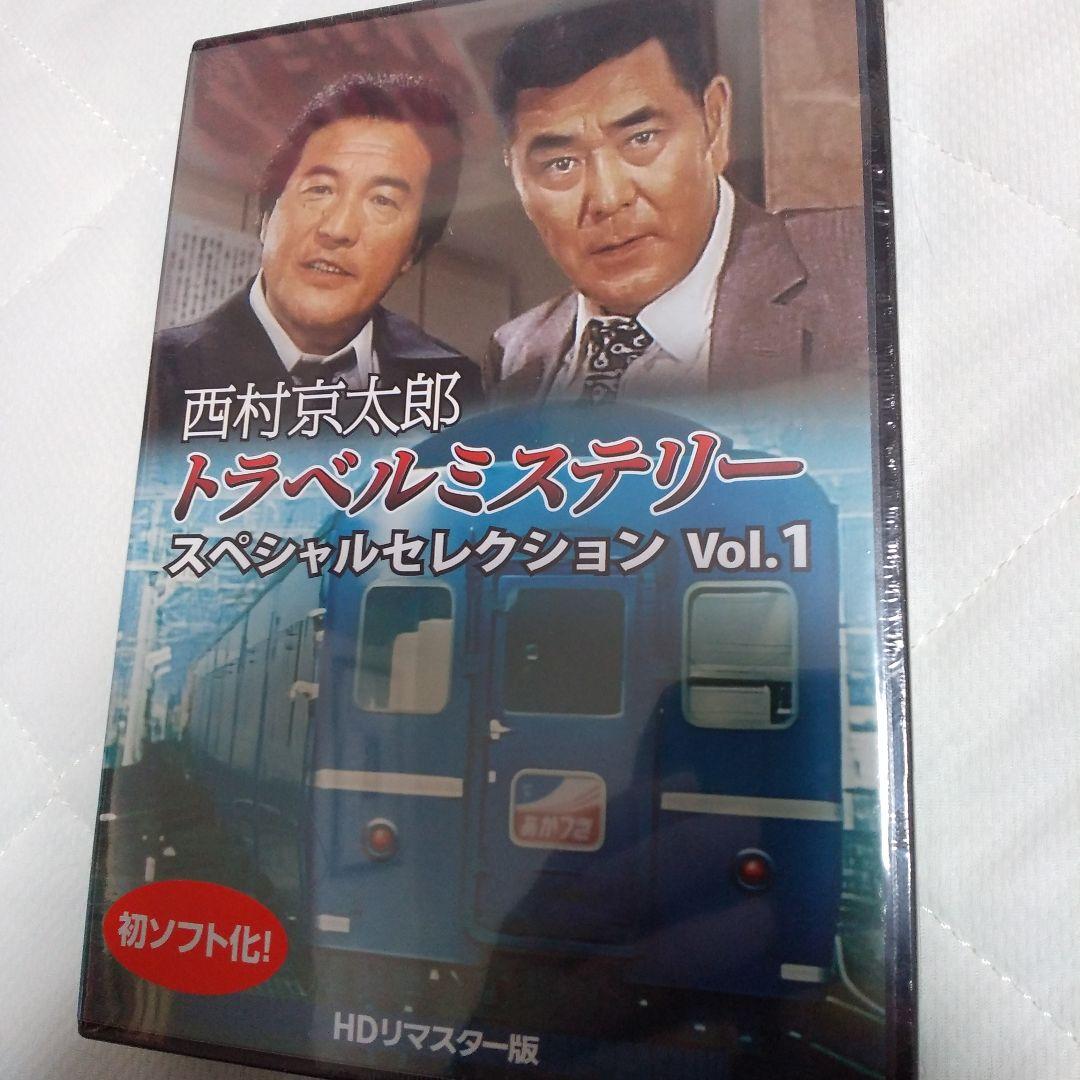 西村京太郎
トラベルミステリー
スペシャルセレクション Vol.1
あかつき
初ソフト化!
HDリマスター版